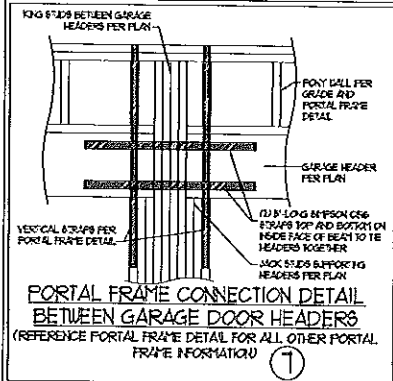 KING STUDS BETWEEN GARAGE
HEADERS PER PLAN
PONY WALL PER
GRADE AND
PORTAL FRAME
DETAIL
GARAGE HEADER
PER PLAN
LONG SIMPSON CS16
STRAPS TOP AND BOTTOM ON
INSIDE FACE OF BEAM TO TIE
HEADERS TOGETHER
VERTICAL STRAPS PER
PORTAL FRAME DETAIL
JACK STUDS SUPPORTING
HEADERS PER PLAN
PORTAL FRAME CONNECTION DETAIL
BETWEEN GARAGE DOOR HEADERS
(REFERENCE PORTAL FRAME DETAIL FOR ALL OTHER PORTAL
FRAME INFORMATION)
7